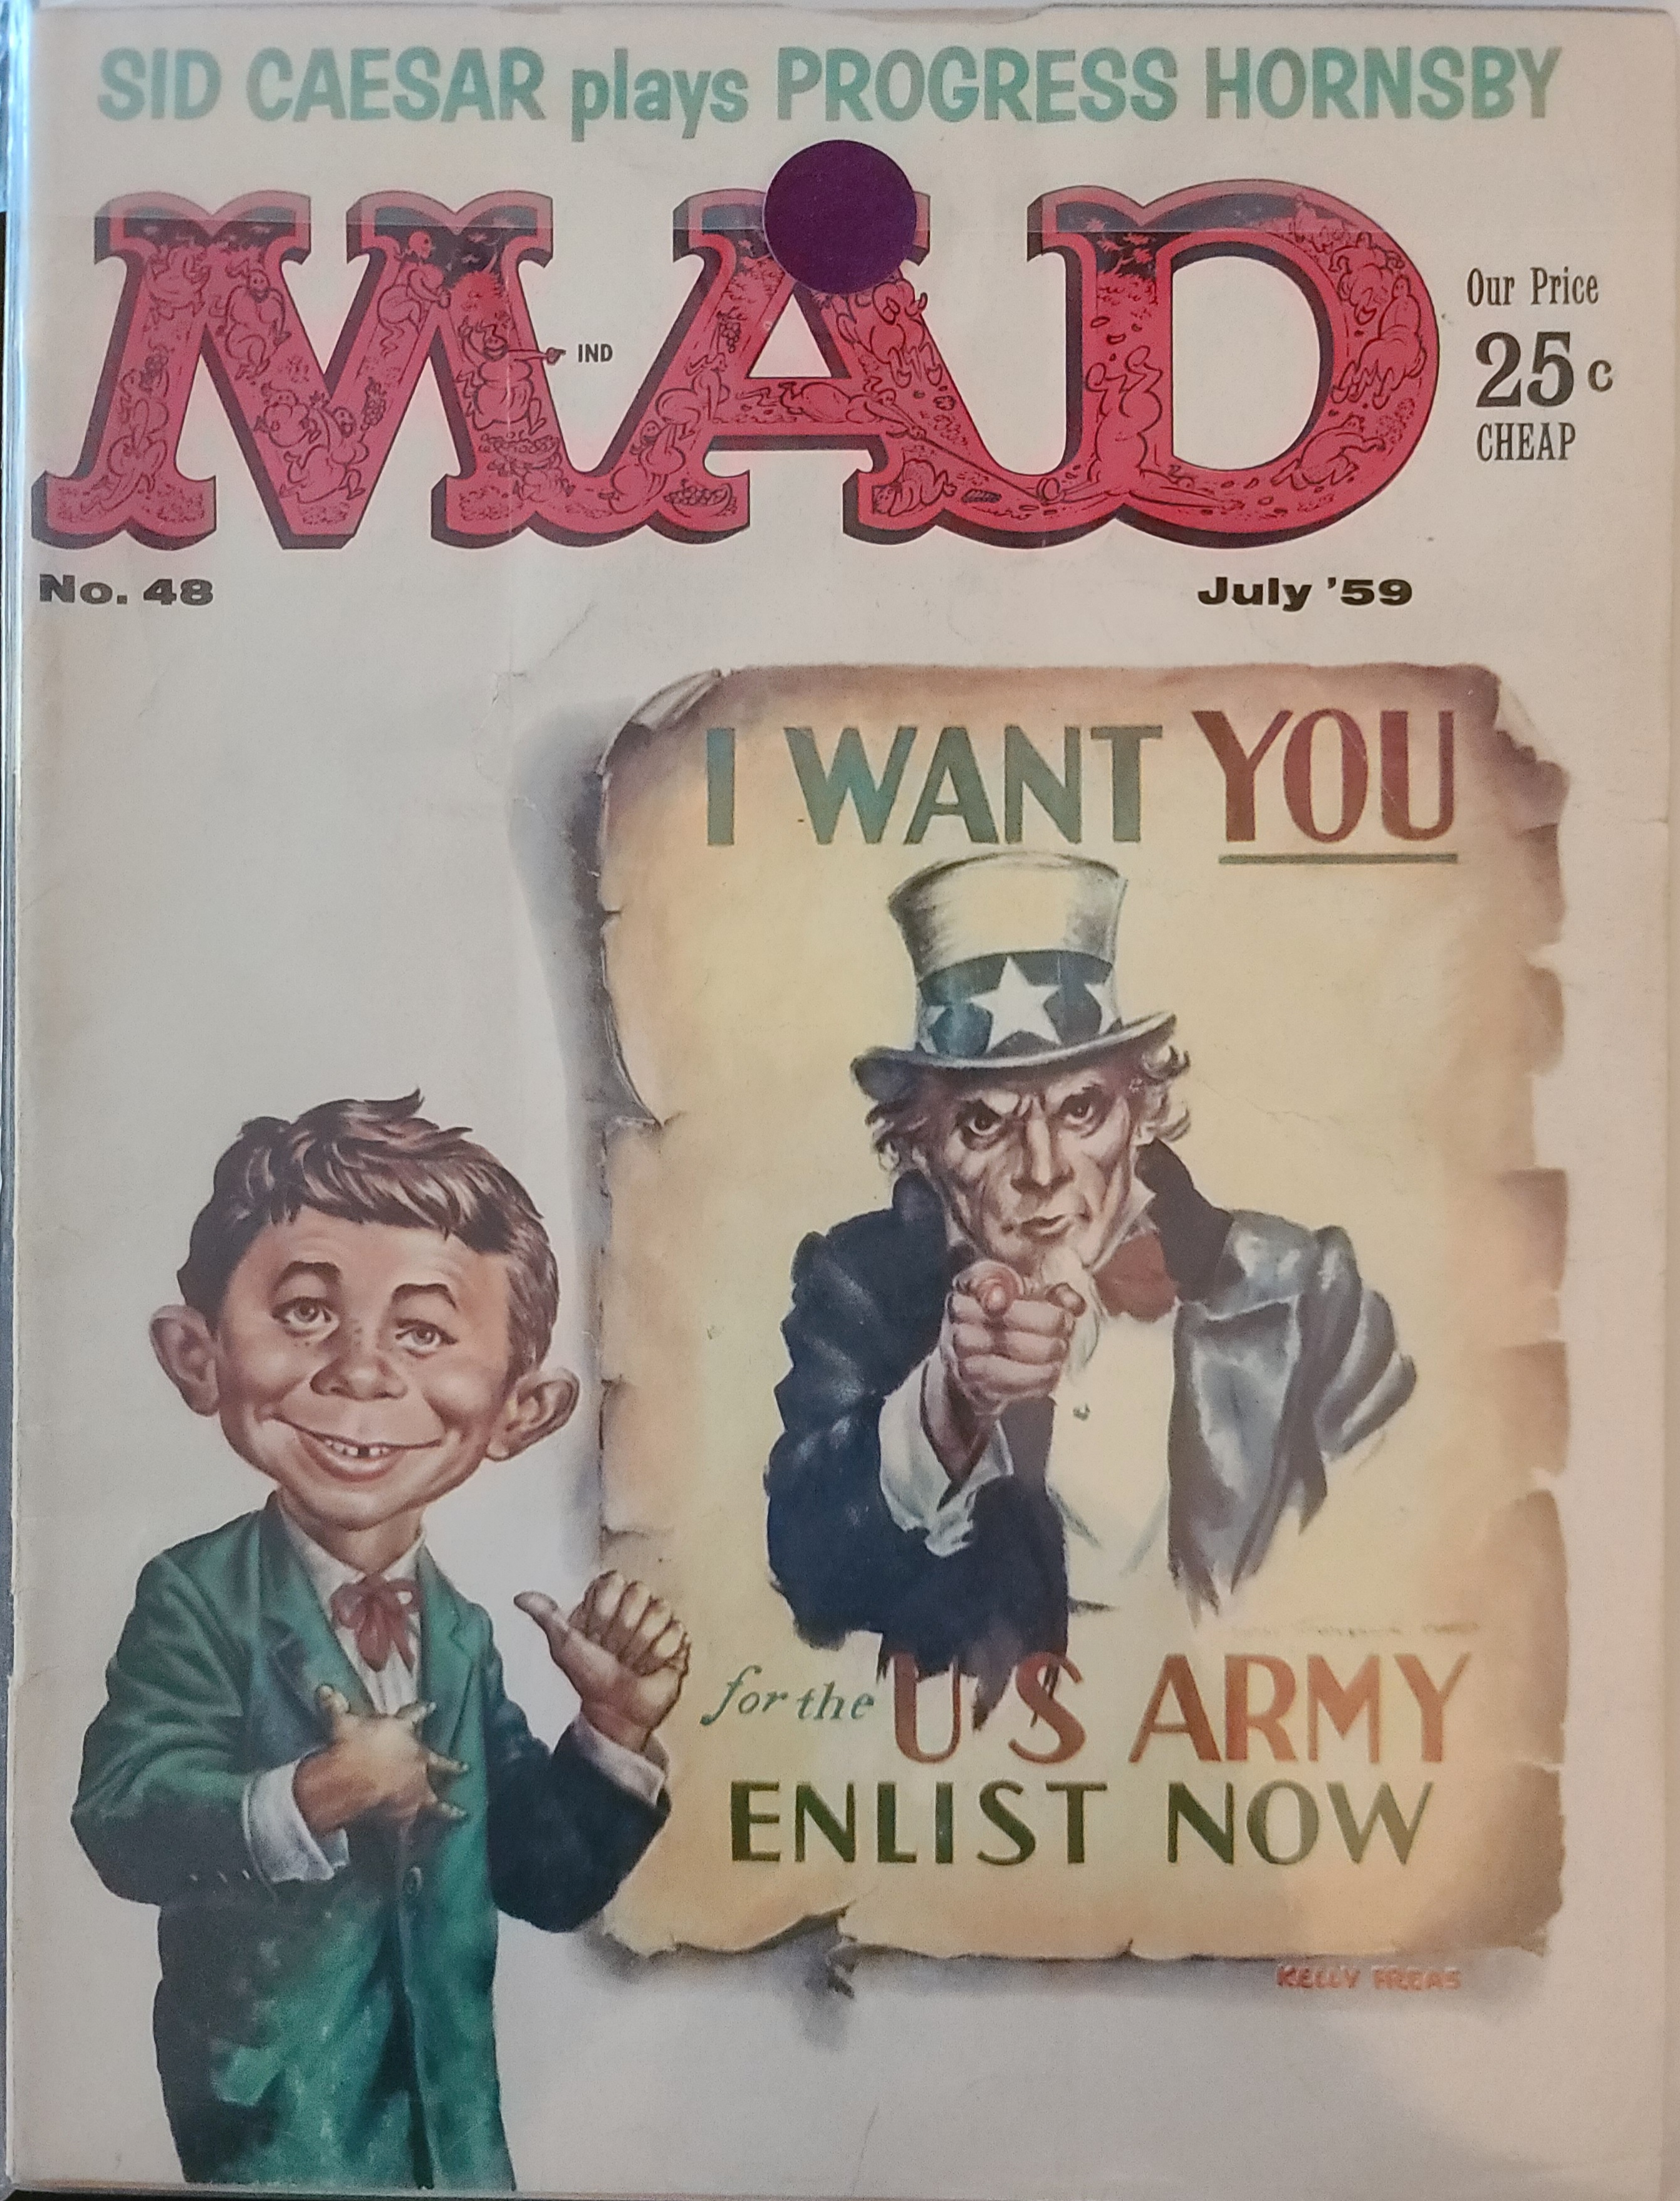 SID CAESAR plays PROGRESS HORNSBY
MAD
IND
Our Price
25c
CHEAP
No. 48
July '59
I WANT YOU
for the U S ARMY
ENLIST NOW
KELLY FREAS